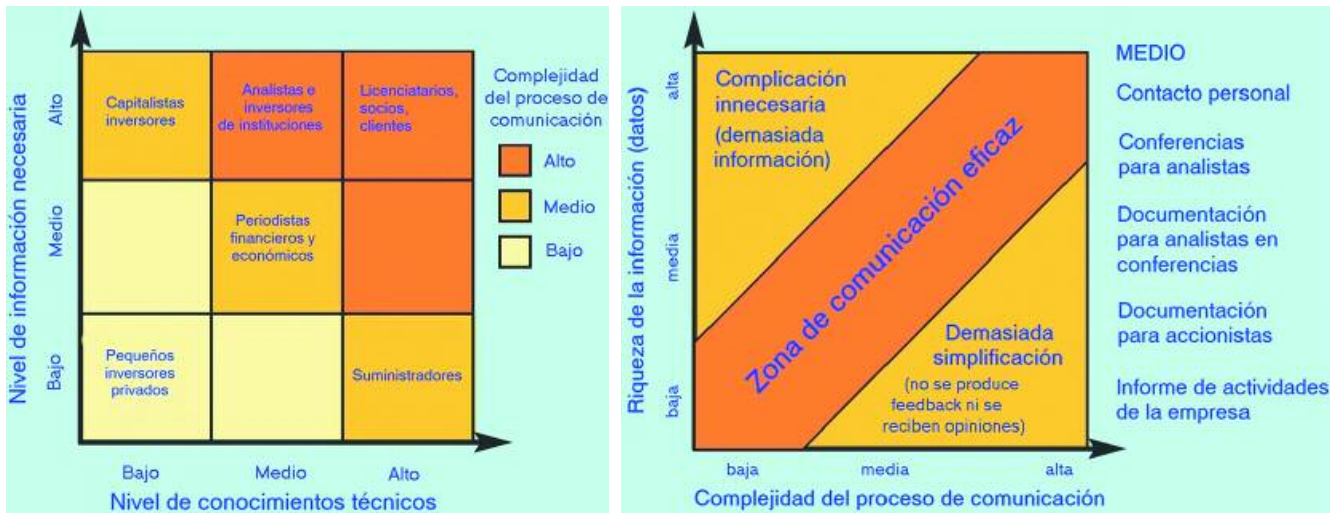 Nivel de información necesaria
Alto
Medio
Bajo
Capitalistas
inversores
Analistas e
inversores
de instituciones
Licenciatarios,
socios,
clientes
Periodistas
financieros y
económicos
Pequeños
inversores
privados
Suministradores
Bajo
Medio
Alto
Nivel de conocimientos técnicos
Complejidad
del proceso de
comunicación
Alto
Medio
Bajo
Riqueza de la información (datos)
alta
media
baja
Complicación
innecesaria
(demasiada
información)
Zona de comunicación eficaz
Demasiada
simplificación
(no se produce
feedback ni se
reciben opiniones)
baja
media
alta
Complejidad del proceso de comunicación
MEDIO
Contacto personal
Conferencias
para analistas
Documentación
para analistas en
conferencias
Documentación
para accionistas
Informe de actividades
de la empresa